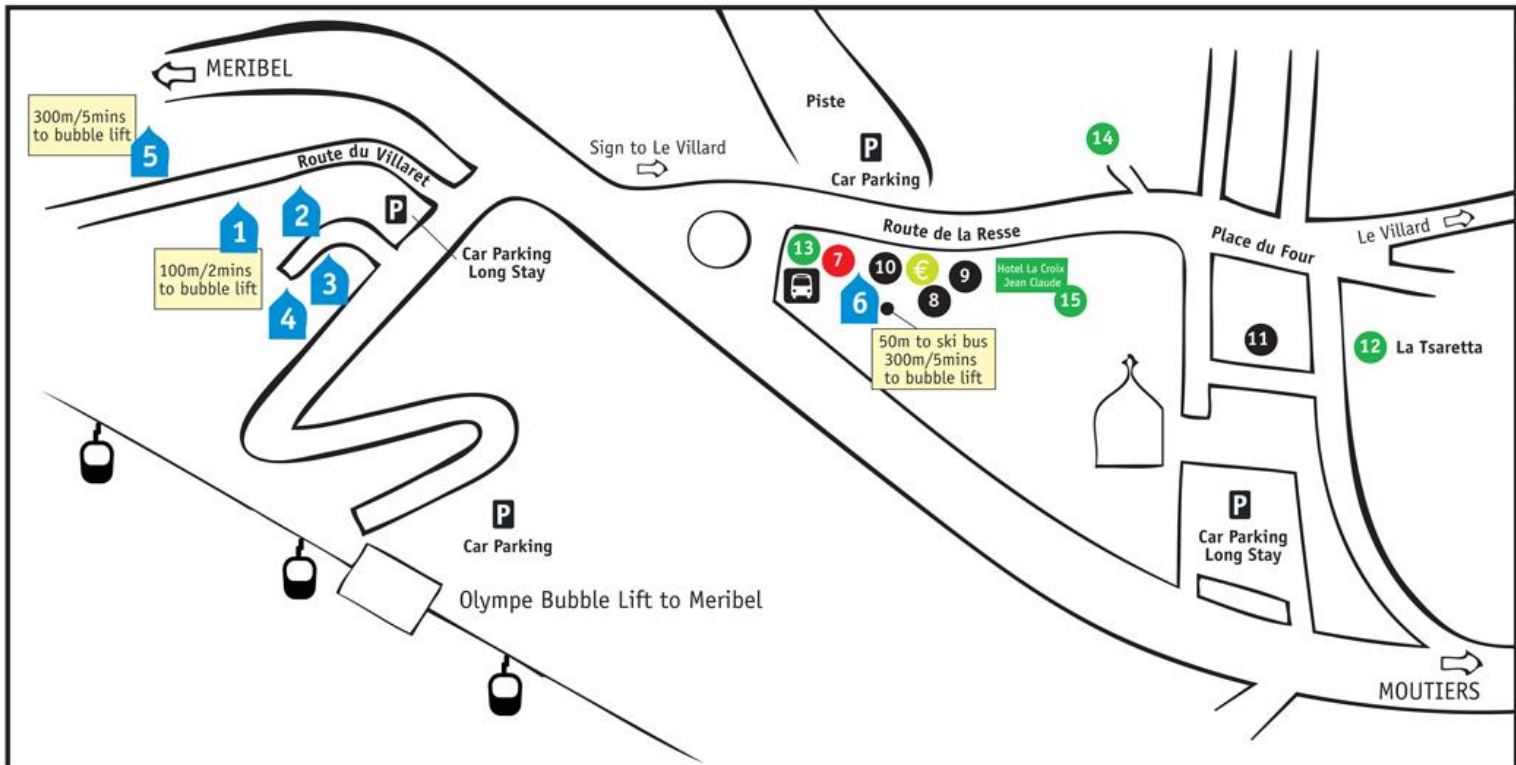 MERIBEL
300m/5mins
to bubble lift
5
Route du Villaret
1
2
100m/2mins
to bubble lift
3
4
P
Car Parking
Long Stay
Sign to Le Villard
Piste
P
Car Parking
14
Route de la Resse
Place du Four
Le Villard
13
7
10
€
9
8
6
Hotel La Croix
Jean Claude
15
50m to ski bus
300m/5mins
to bubble lift
11
12
La Tsaretta
P
Car Parking
Long Stay
P
Car Parking
Olympe Bubble Lift to Meribel
MOUTIERS